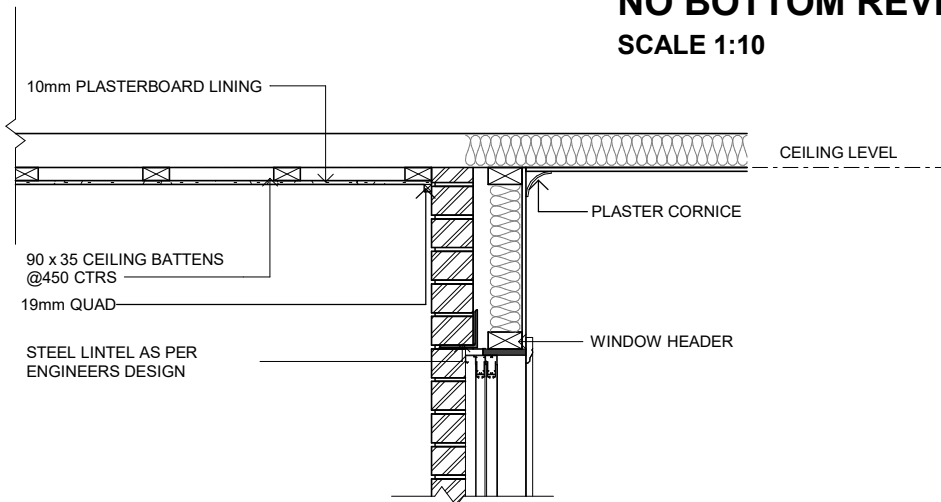 NO BOTTOM REVE
SCALE 1:10
10mm PLASTERBOARD LINING
CEILING LEVEL
PLASTER CORNICE
90 x 35 CEILING BATTENS
@450 CTRS
19mm QUAD
WINDOW HEADER
STEEL LINTEL AS PER
ENGINEERS DESIGN